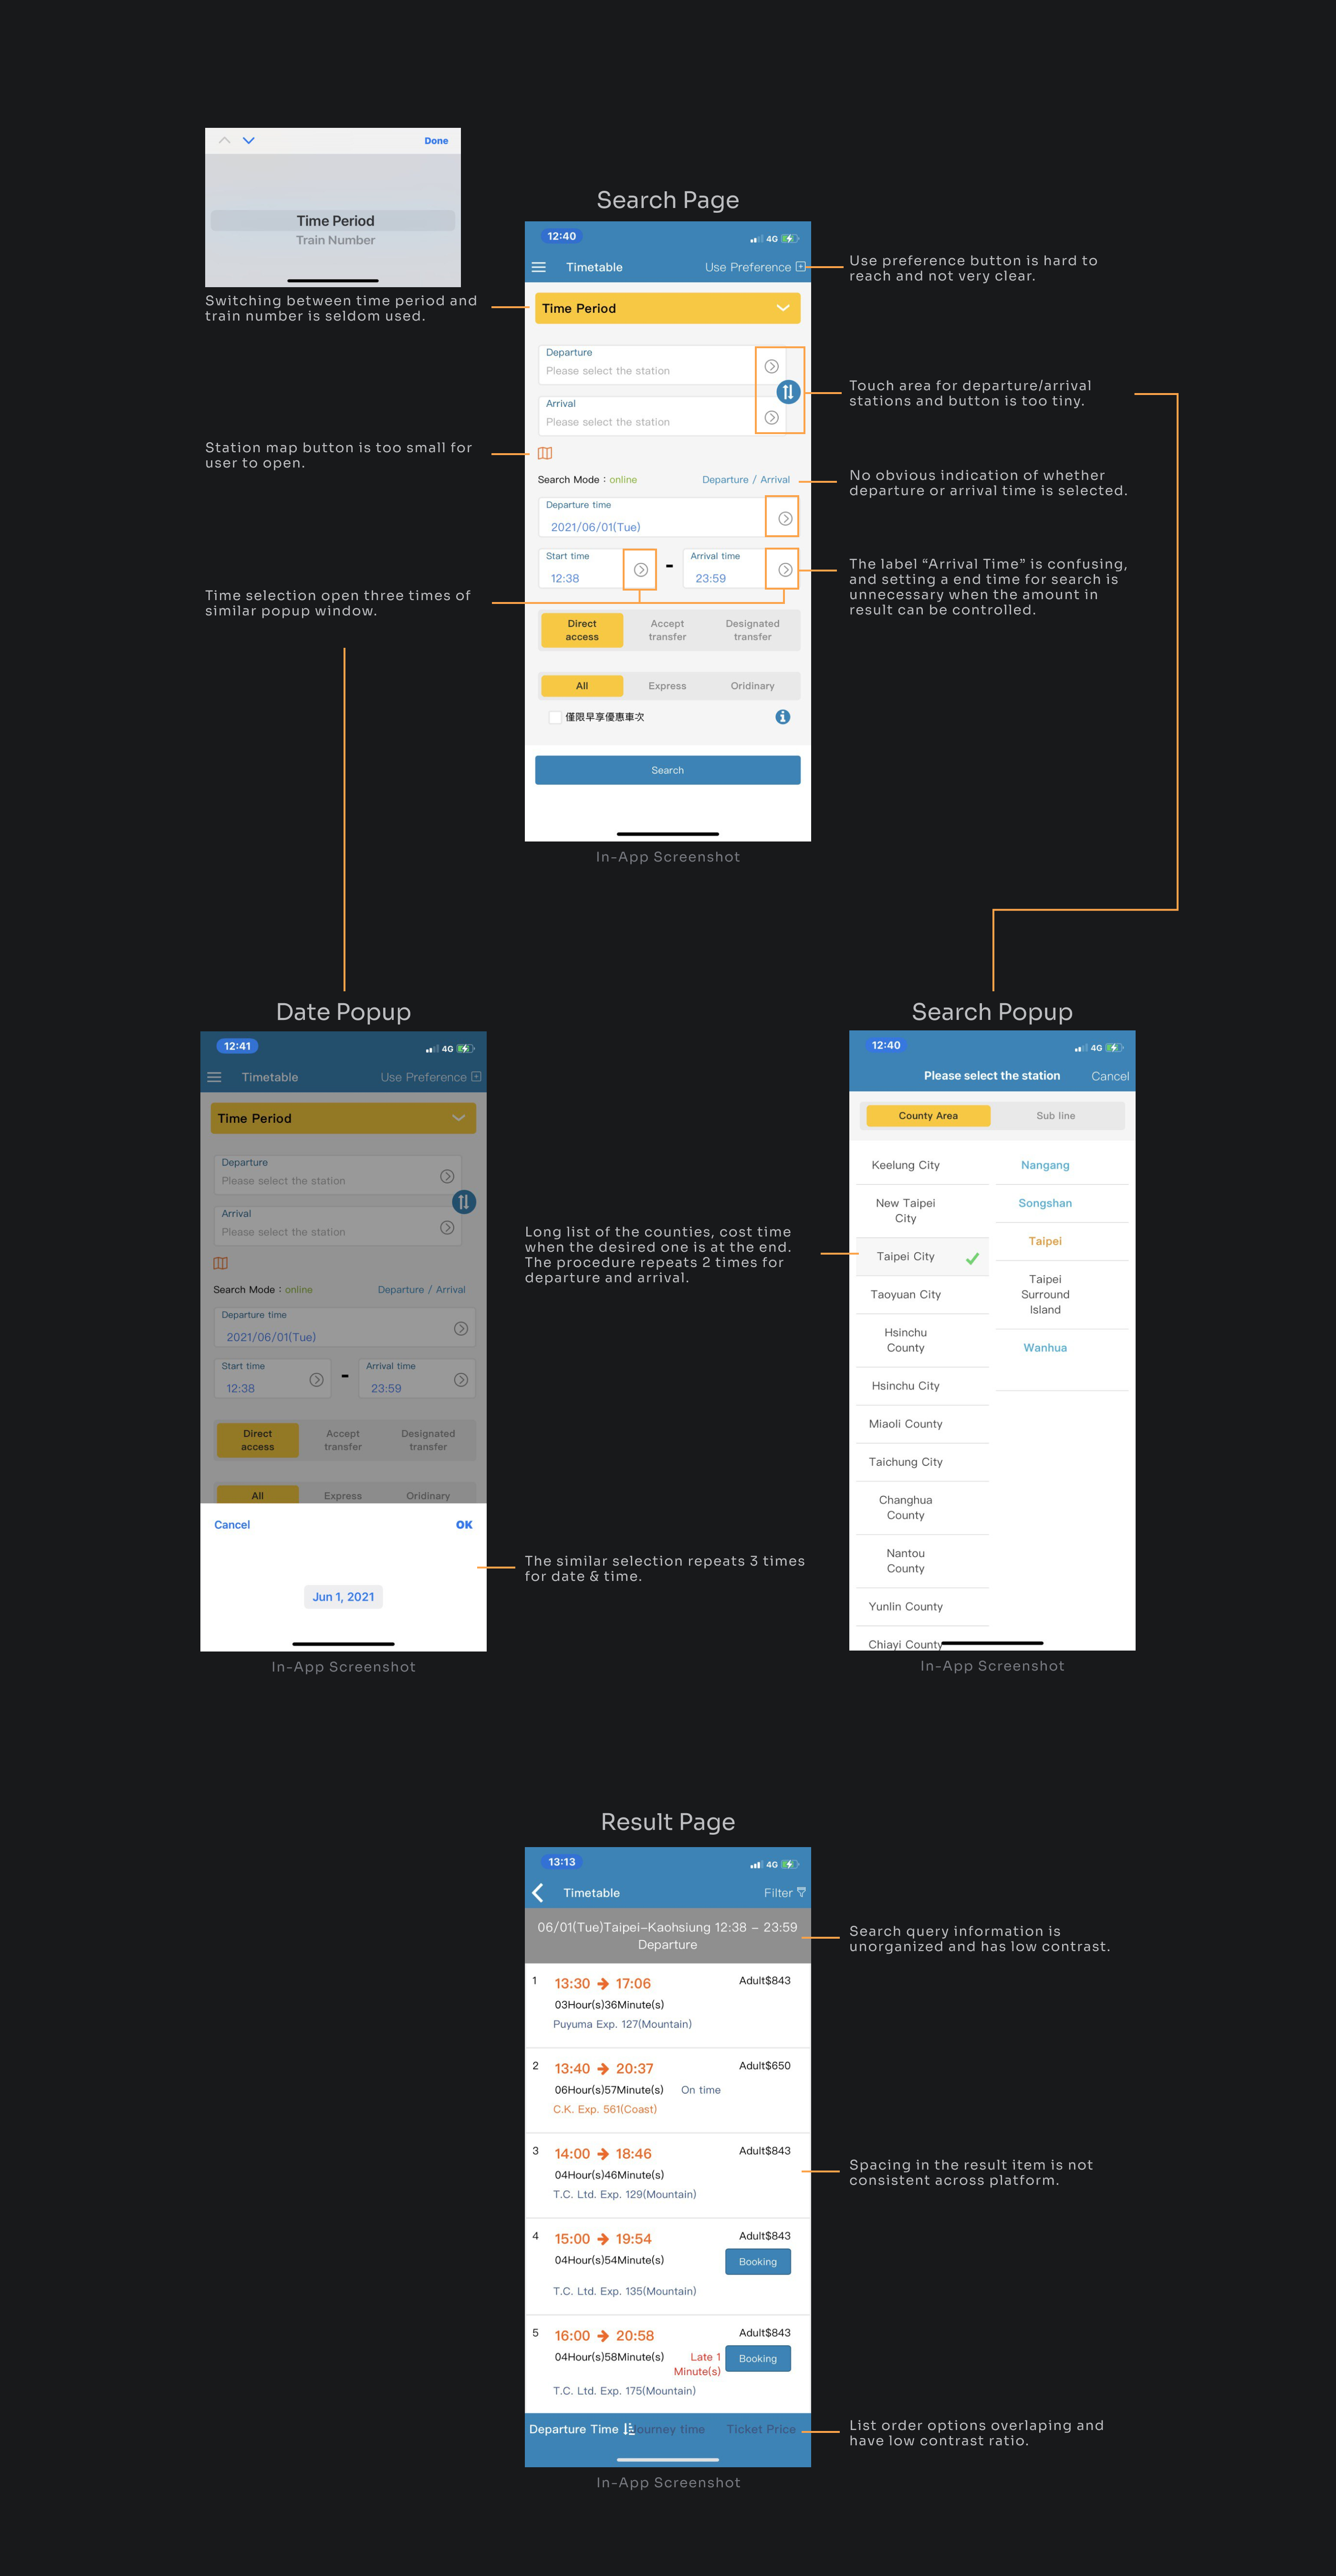 Done
Time Period
Train Number
Switching between time period and
train number is seldom used.
Search Page
12:40
4G
Timetable
Use Preference
Time Period
Departure
Please select the station
Arrival
Please select the station
Search Mode：online
Departure / Arrival
Departure time
2021/06/01(Tue)
Start time
12:38
-
Arrival time
23:59
Direct
access
Accept
transfer
Designated
transfer
All
Express
Oridinary
僅限早享優惠車次
Search
In-App Screenshot
Use preference button is hard to
reach and not very clear.
Touch area for departure/arrival
stations and button is too tiny.
Station map button is too small for
user to open.
No obvious indication of whether
departure or arrival time is selected.
The label “Arrival Time” is confusing,
and setting a end time for search is
unnecessary when the amount in
result can be controlled.
Time selection open three times of
similar popup window.
Date Popup
12:41
4G
Timetable
Use Preference
Time Period
Departure
Please select the station
Arrival
Please select the station
Search Mode：online
Departure / Arrival
Departure time
2021/06/01(Tue)
Start time
12:38
-
Arrival time
23:59
Direct
access
Accept
transfer
Designated
transfer
All
Express
Oridinary
Cancel
OK
Jun 1, 2021
In-App Screenshot
Long list of the counties, cost time
when the desired one is at the end.
The procedure repeats 2 times for
departure and arrival.
The similar selection repeats 3 times
for date & time.
Search Popup
12:40
4G
Please select the station
Cancel
County Area
Sub line
Keelung City
New Taipei
City
Taipei City
Taoyuan City
Hsinchu
County
Hsinchu City
Miaoli County
Taichung City
Changhua
County
Nantou
County
Yunlin County
Chiayi County
Nangang
Songshan
Taipei
Taipei
Surround
Island
Wanhua
In-App Screenshot
Result Page
13:13
4G
Timetable
Filter
06/01(Tue)Taipei–Kaohsiung 12:38 – 23:59
Departure
1
13:30 → 17:06
Adult$843
03Hour(s)36Minute(s)
Puyuma Exp. 127(Mountain)
2
13:40 → 20:37
Adult$650
06Hour(s)57Minute(s)
On time
C.K. Exp. 561(Coast)
3
14:00 → 18:46
Adult$843
04Hour(s)46Minute(s)
T.C. Ltd. Exp. 129(Mountain)
4
15:00 → 19:54
Adult$843
04Hour(s)54Minute(s)
Booking
T.C. Ltd. Exp. 135(Mountain)
5
16:00 → 20:58
Adult$843
04Hour(s)58Minute(s)
Late 1
Minute(s)
Booking
T.C. Ltd. Exp. 175(Mountain)
Departure Time
Journey time
Ticket Price
In-App Screenshot
Search query information is
unorganized and has low contrast.
Spacing in the result item is not
consistent across platform.
List order options overlaping and
have low contrast ratio.